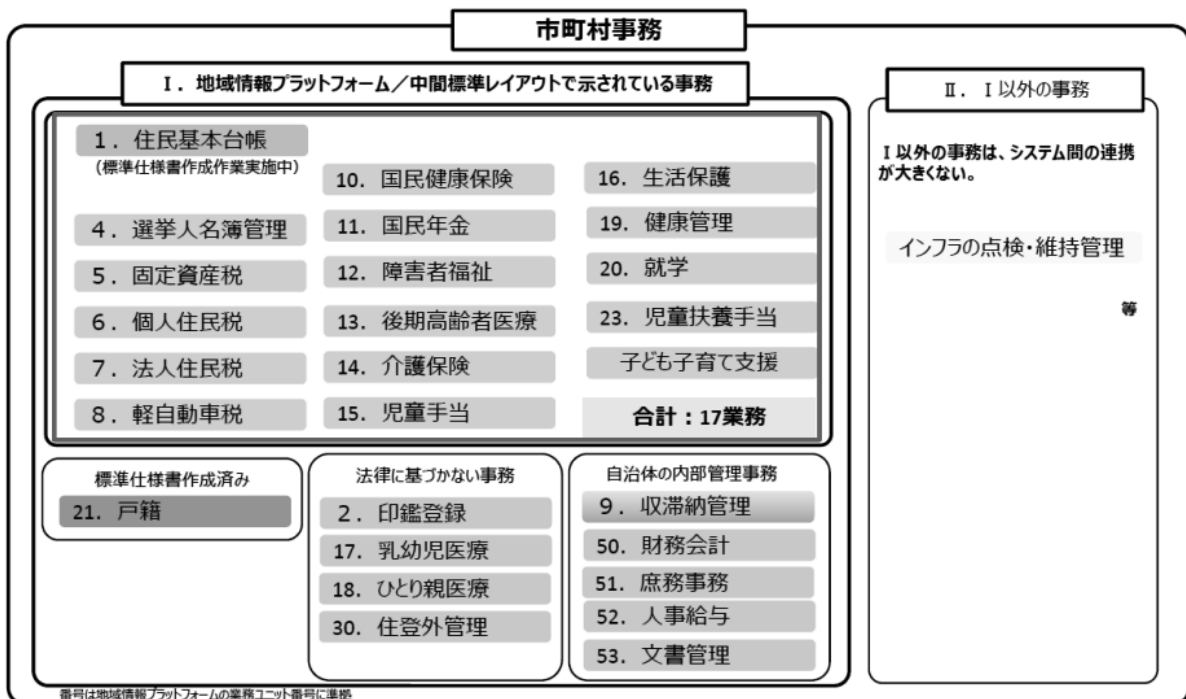 市町村事務
Ⅰ．地域情報プラットフォーム／中間標準レイアウトで示されている事務
1．住民基本台帳
(標準仕様書作成作業実施中)
4．選挙人名簿管理
5．固定資産税
6．個人住民税
7．法人住民税
8．軽自動車税
10．国民健康保険
11．国民年金
12．障害者福祉
13．後期高齢者医療
14．介護保険
15．児童手当
16．生活保護
19．健康管理
20．就学
23．児童扶養手当
子ども子育て支援
合計：17業務
標準仕様書作成済み
21．戸籍
法律に基づかない事務
2．印鑑登録
17．乳幼児医療
18．ひとり親医療
30．住登外管理
自治体の内部管理事務
9．収滞納管理
50．財務会計
51．庶務事務
52．人事給与
53．文書管理
Ⅱ．Ⅰ以外の事務
Ⅰ以外の事務は、システム間の連携
が大きくない。
インフラの点検・維持管理
等
番号は地域情報プラットフォームの業務ユニット番号に準拠